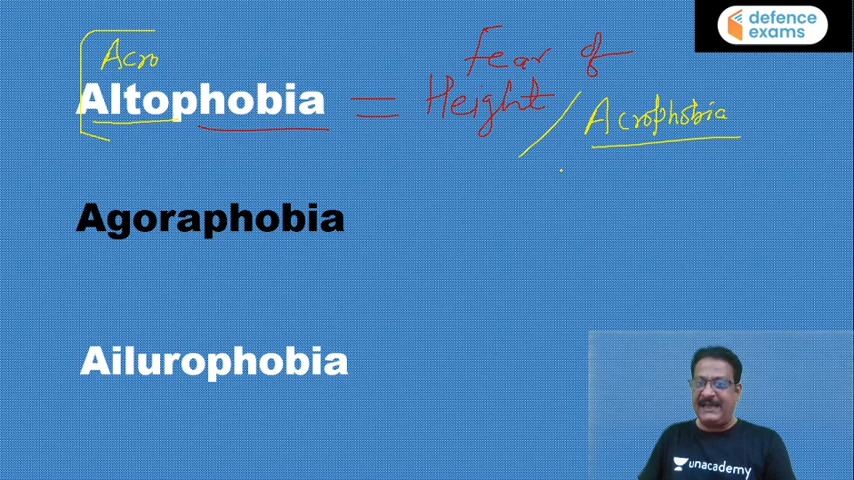 defence
exams
Acro
Fear of
Altophobia = Height / Acrophobia
Agoraphobia
Ailurophobia
unacademy